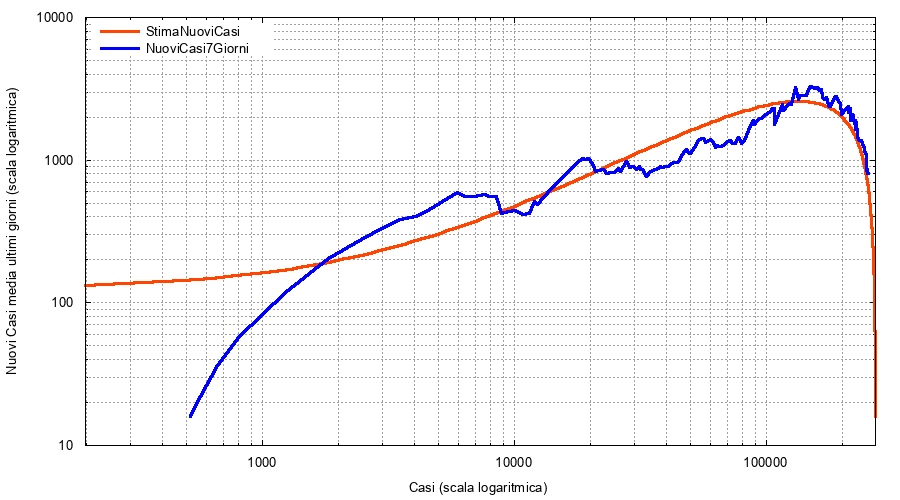 10000
StimaNuoviCasi
NuoviCasi7Giorni
1000
100
10
Nuovi Casi media ultimi giorni (scala logaritmica)
1000
10000
100000
Casi (scala logaritmica)